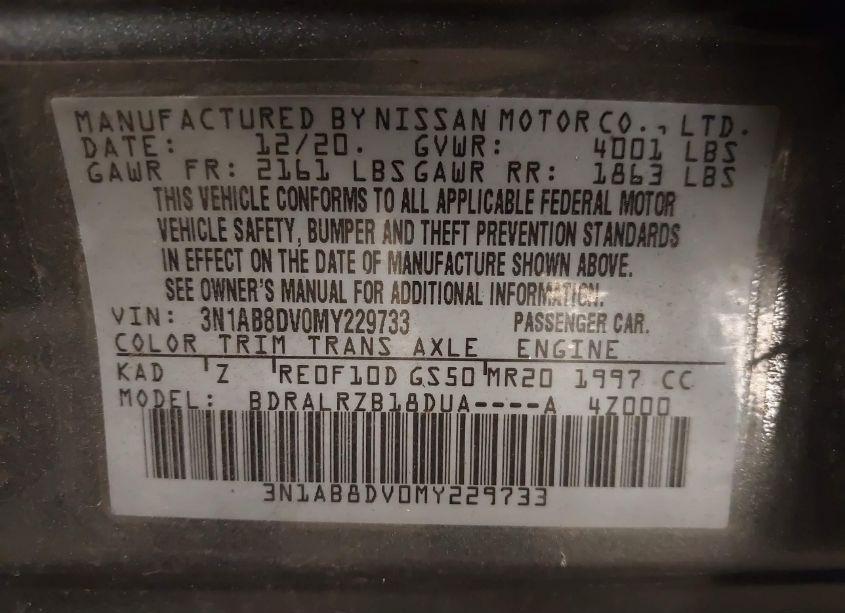 MANUFACTURED BY NISSAN MOTOR CO., LTD.
DATE: 12/20. GVWR: 4001 LBS
GAWR FR: 2161 LBS GAWR RR: 1863 LBS
THIS VEHICLE CONFORMS TO ALL APPLICABLE FEDERAL MOTOR
VEHICLE SAFETY, BUMPER AND THEFT PREVENTION STANDARDS
IN EFFECT ON THE DATE OF MANUFACTURE SHOWN ABOVE.
SEE OWNER'S MANUAL FOR ADDITIONAL INFORMATION.
VIN: 3N1AB8DV0MY229733 PASSENGER CAR.
COLOR TRIM TRANS AXLE ENGINE
KAD Z RE0F10D GS50 MR20 1997 CC
MODEL: BDRALRZB18DUA----A 4Z000
3N1AB8DV0MY229733